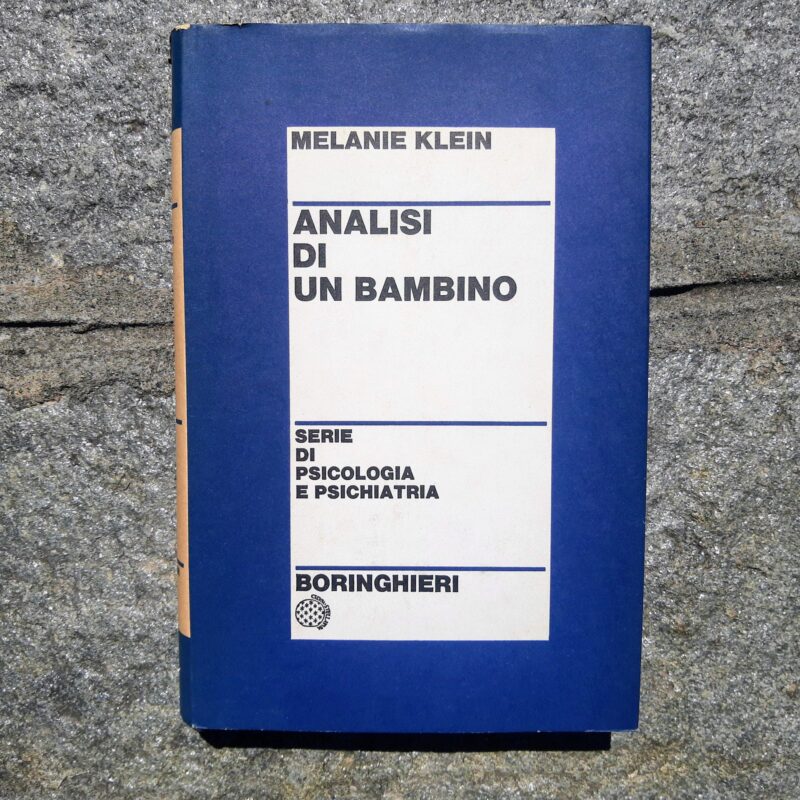 MELANIE KLEIN
ANALISI
DI
UN BAMBINO
SERIE
DI
PSICOLOGIA
E PSICHIATRIA
BORINGHIERI